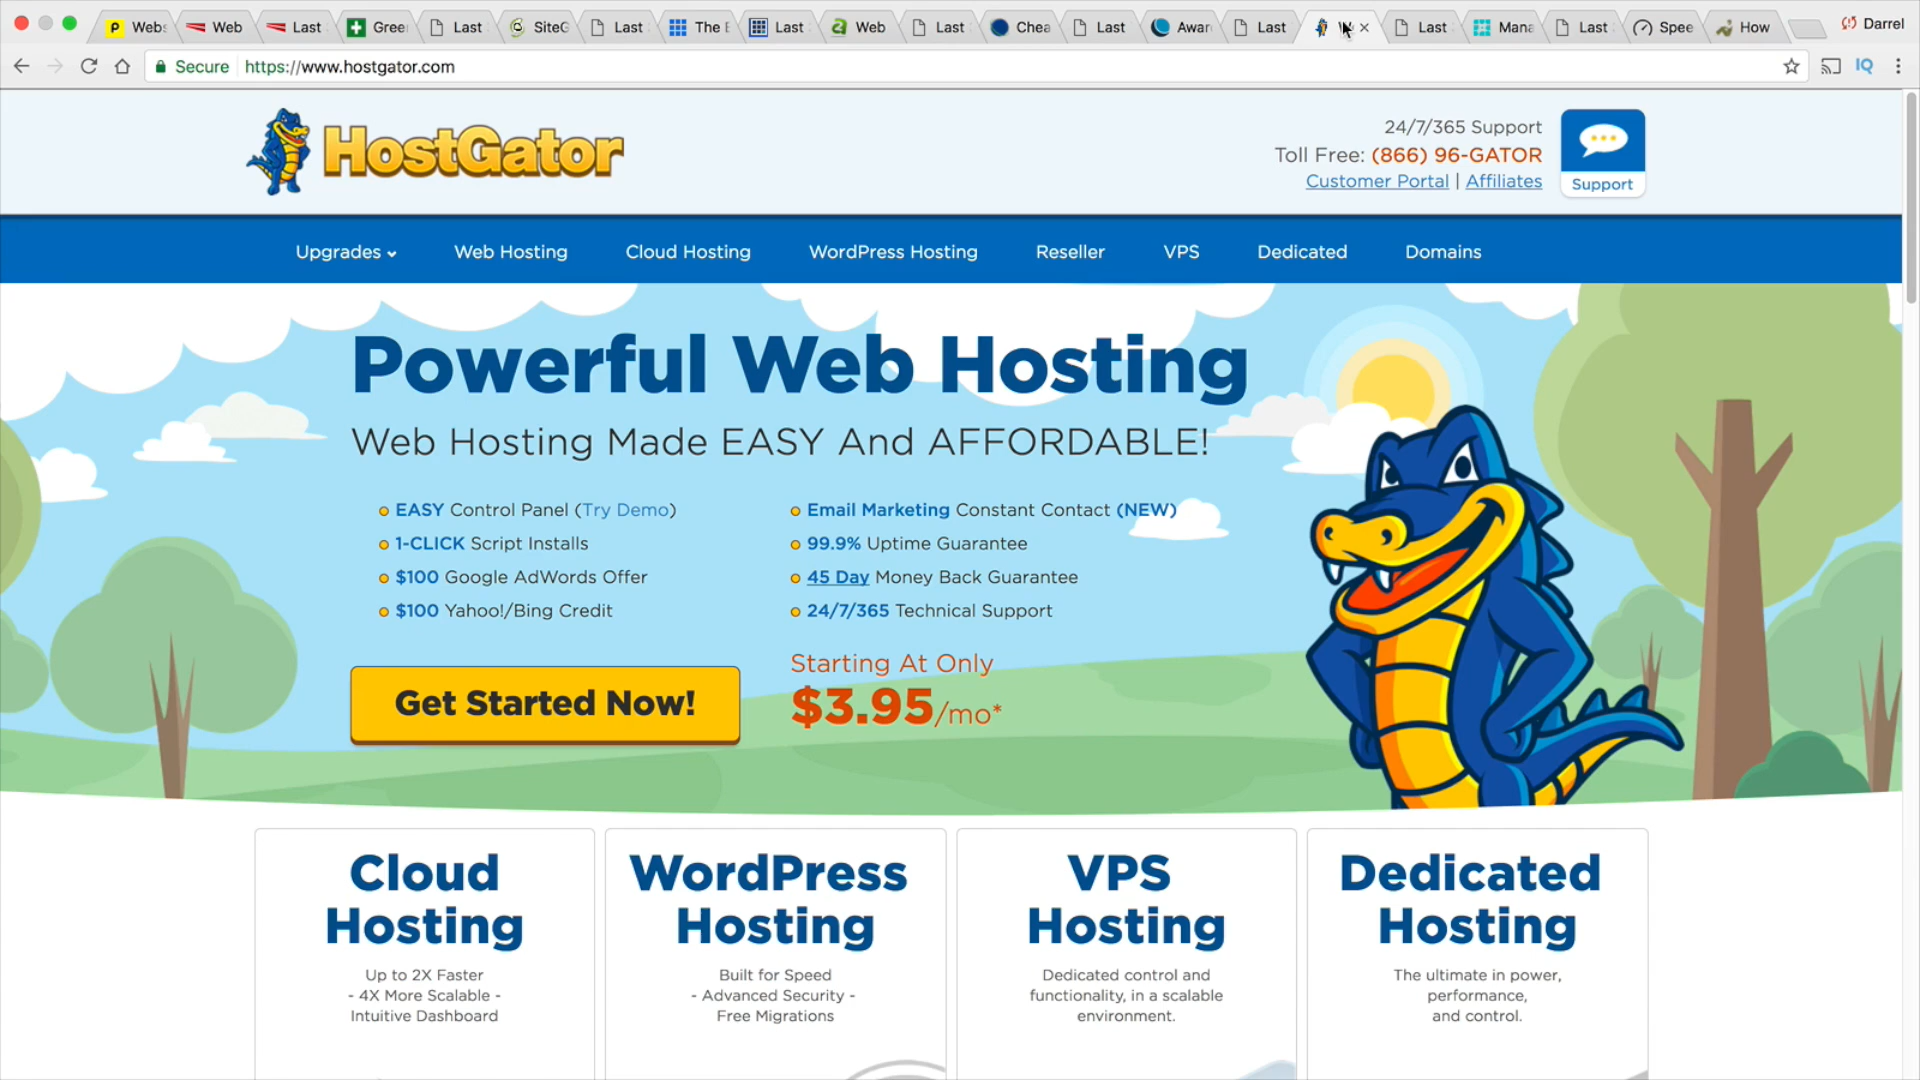 Webs
Web
Last
Gree
Last
SiteG
Last
The B
Last
Web
Last
Chea
Last
Awar
Last
Last
Mana
Last
Spee
How
Darrel
Secure
https://www.hostgator.com
IQ
HostGator
24/7/365 Support
Toll Free: (866) 96-GATOR
Customer Portal | Affiliates
Support
Upgrades
Web Hosting
Cloud Hosting
WordPress Hosting
Reseller
VPS
Dedicated
Domains
Powerful Web Hosting
Web Hosting Made EASY And AFFORDABLE!
EASY Control Panel (Try Demo)
1-CLICK Script Installs
$100 Google AdWords Offer
$100 Yahoo!/Bing Credit
Email Marketing Constant Contact (NEW)
99.9% Uptime Guarantee
45 Day Money Back Guarantee
24/7/365 Technical Support
Get Started Now!
Starting At Only
$3.95/mo*
Cloud
Hosting
Up to 2X Faster
- 4X More Scalable -
Intuitive Dashboard
WordPress
Hosting
Built for Speed
- Advanced Security -
Free Migrations
VPS
Hosting
Dedicated control and
functionality, in a scalable
environment.
Dedicated
Hosting
The ultimate in power,
performance,
and control.